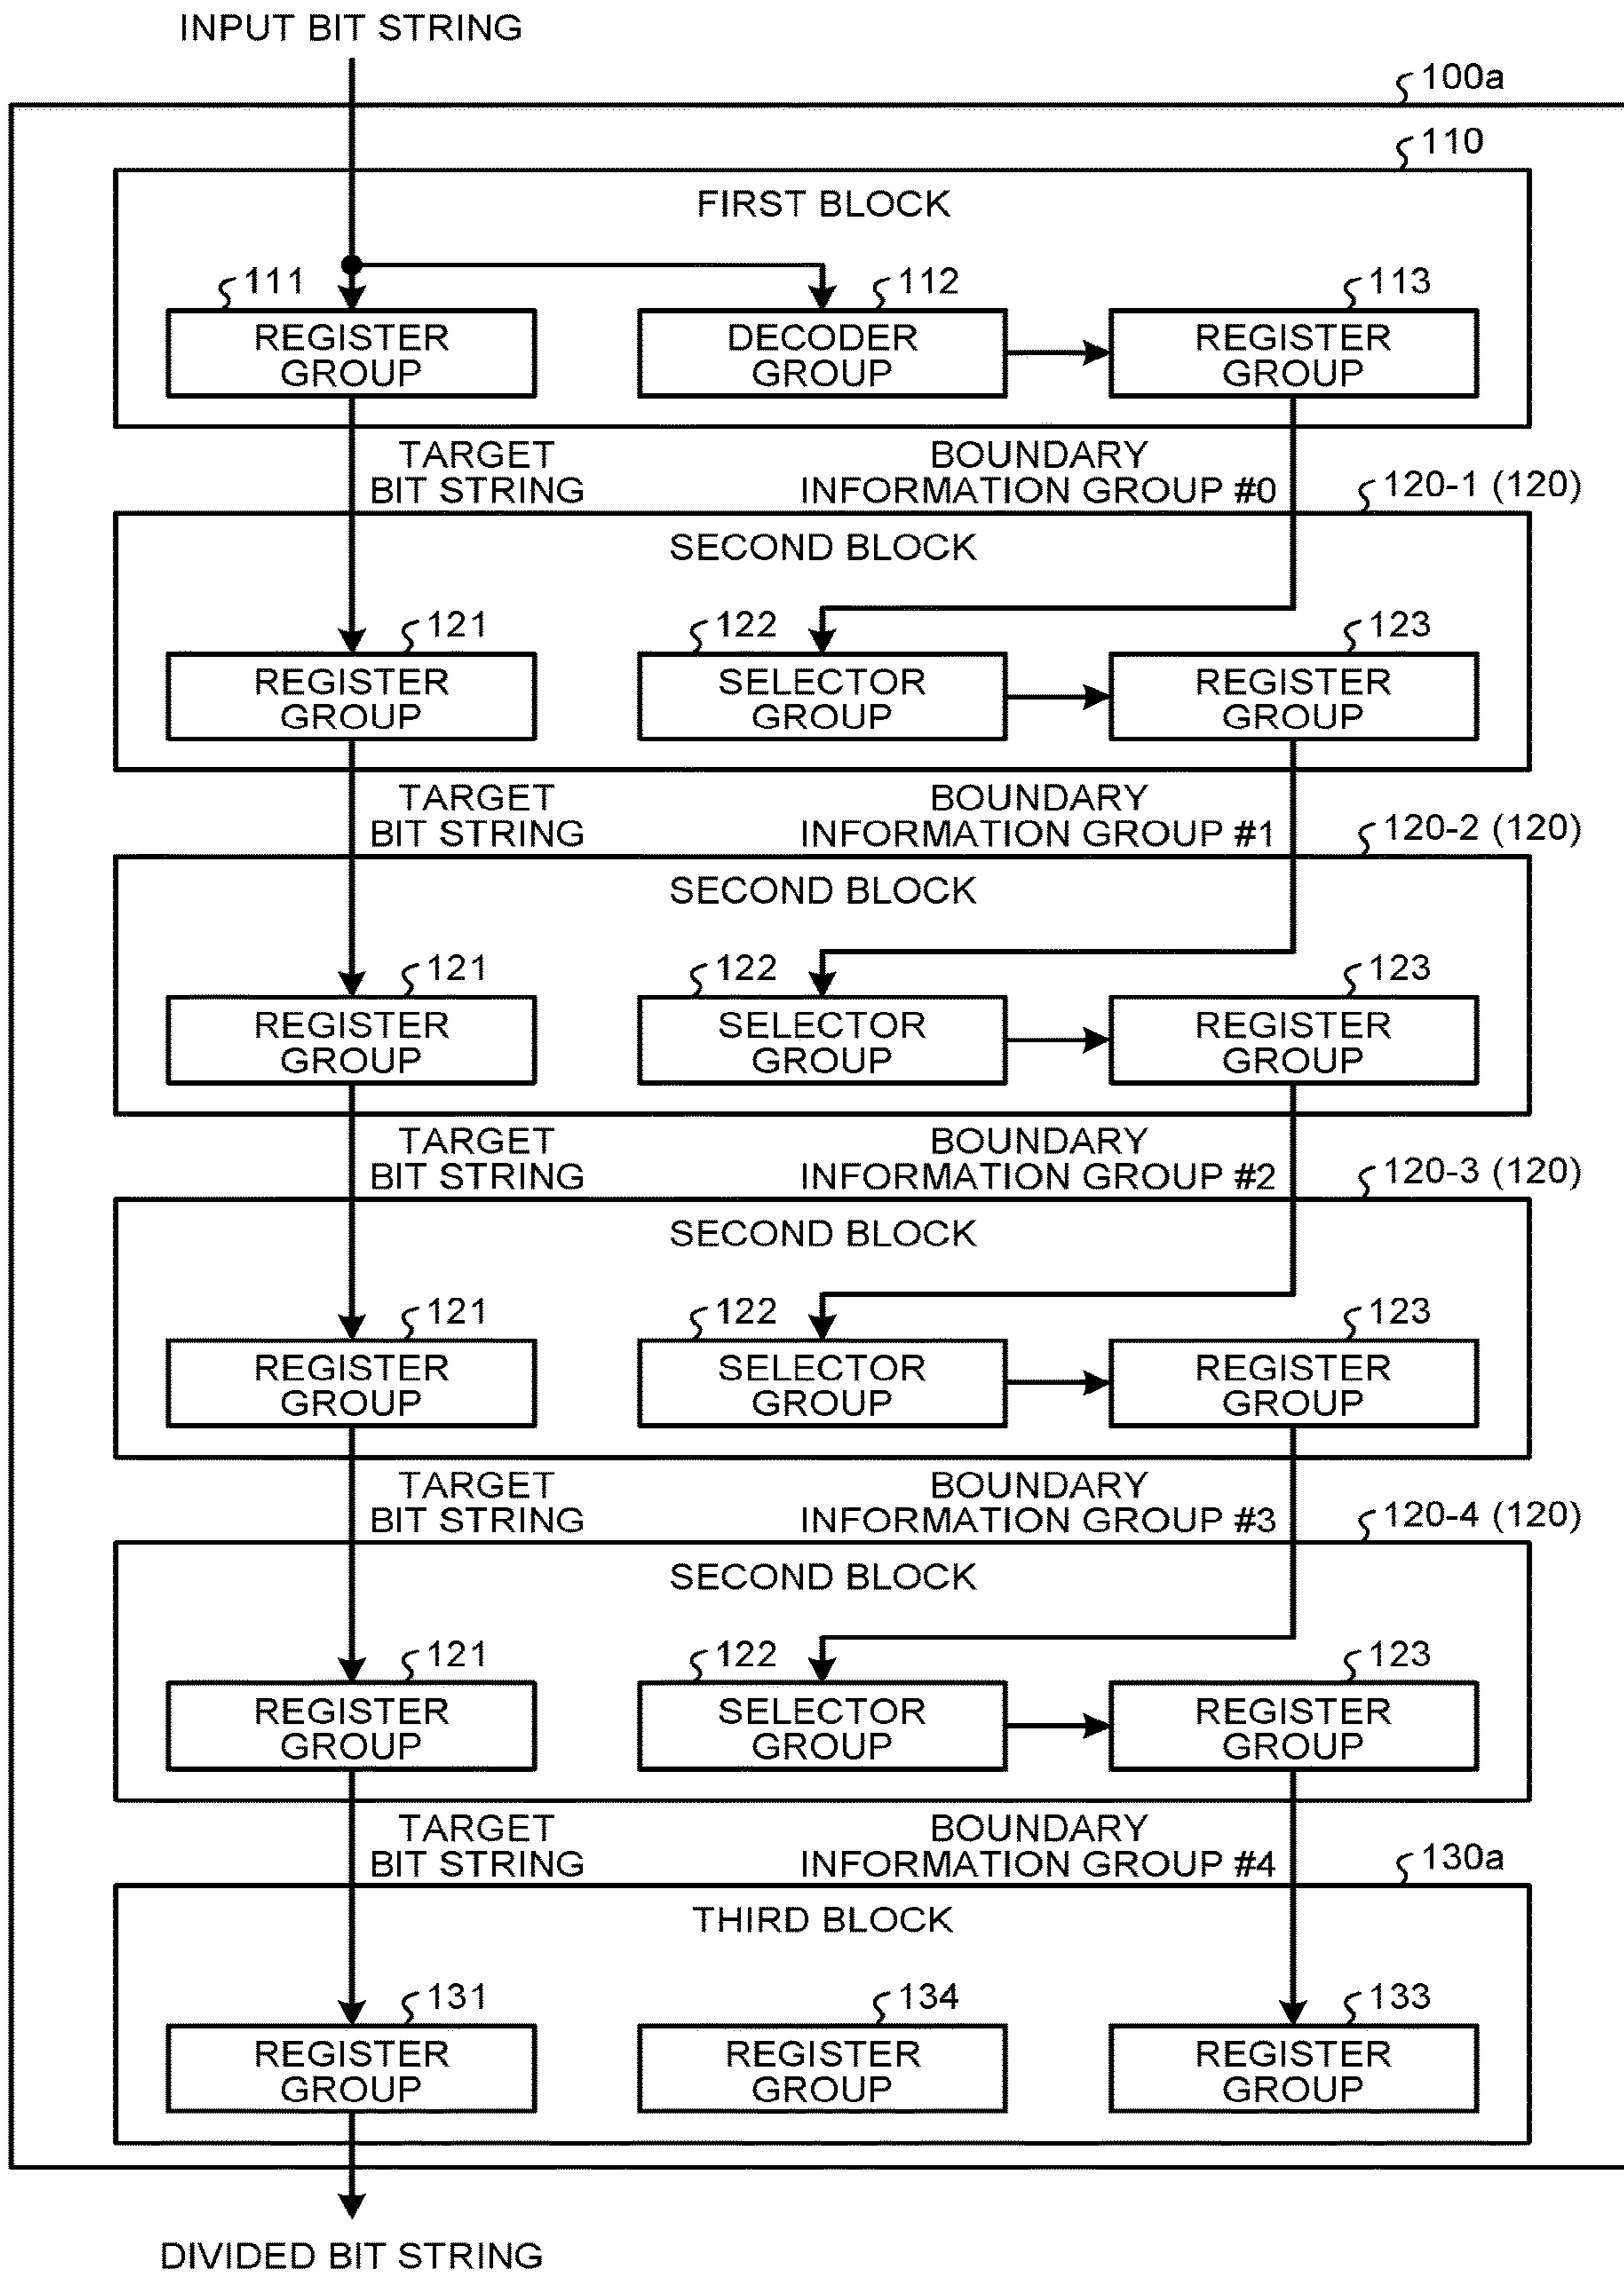 INPUT BIT STRING
100a
110
FIRST BLOCK
111
112
113
REGISTER GROUP
DECODER GROUP
REGISTER GROUP
TARGET BIT STRING
BOUNDARY INFORMATION GROUP #0
120-1 (120)
SECOND BLOCK
121
122
123
REGISTER GROUP
SELECTOR GROUP
REGISTER GROUP
TARGET BIT STRING
BOUNDARY INFORMATION GROUP #1
120-2 (120)
SECOND BLOCK
121
122
123
REGISTER GROUP
SELECTOR GROUP
REGISTER GROUP
TARGET BIT STRING
BOUNDARY INFORMATION GROUP #2
120-3 (120)
SECOND BLOCK
121
122
123
REGISTER GROUP
SELECTOR GROUP
REGISTER GROUP
TARGET BIT STRING
BOUNDARY INFORMATION GROUP #3
120-4 (120)
SECOND BLOCK
121
122
123
REGISTER GROUP
SELECTOR GROUP
REGISTER GROUP
TARGET BIT STRING
BOUNDARY INFORMATION GROUP #4
130a
THIRD BLOCK
131
134
133
REGISTER GROUP
REGISTER GROUP
REGISTER GROUP
DIVIDED BIT STRING